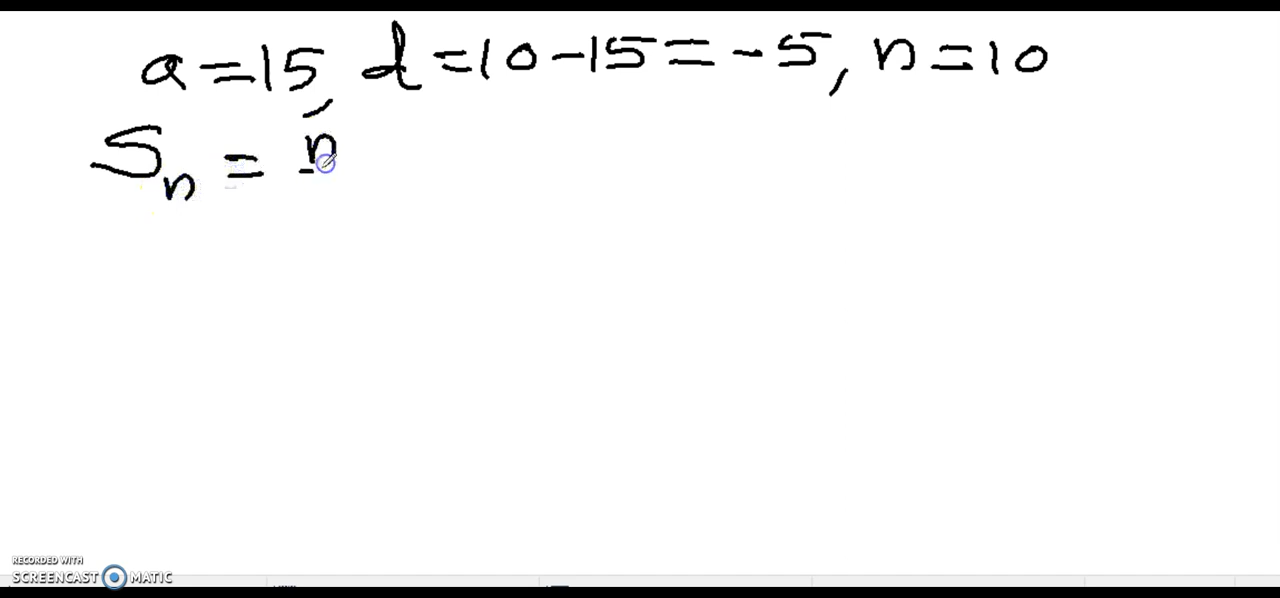 a = 15, d = 10 - 15 = -5, n = 10
Sn = n
RECORDED WITH
SCREENCAST MATIC